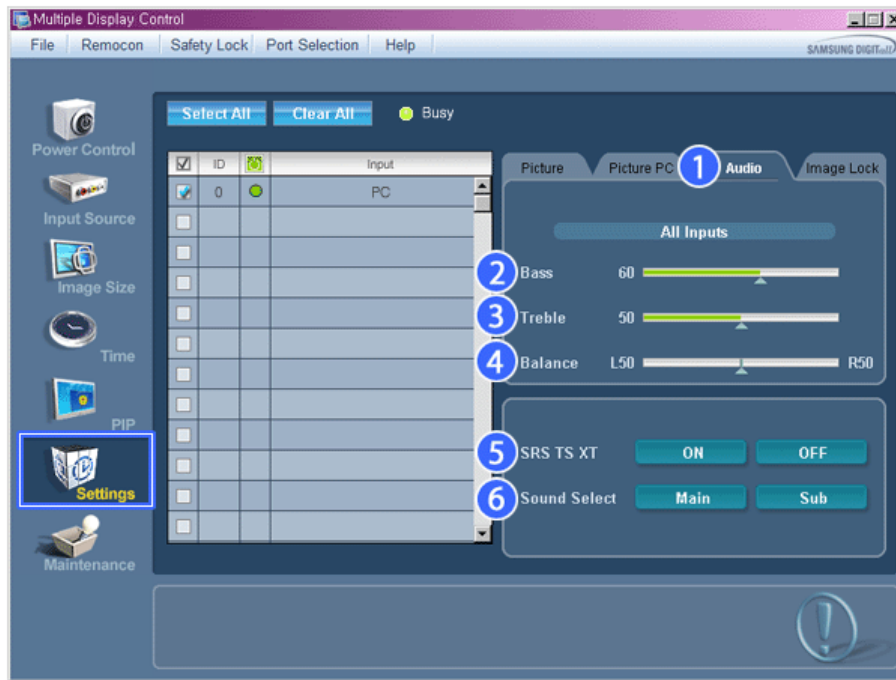 Multiple Display Control
File Remocon Safety Lock Port Selection Help
SAMSUNG DIGITall
Select All Clear All Busy
Power Control
Input Source
Image Size
Time
PIP
Settings
Maintenance
ID Input
0 PC
Picture Picture PC 1 Audio Image Lock
All Inputs
2 Bass 60
3 Treble 50
4 Balance L50 R50
5 SRS TS XT ON OFF
6 Sound Select Main Sub